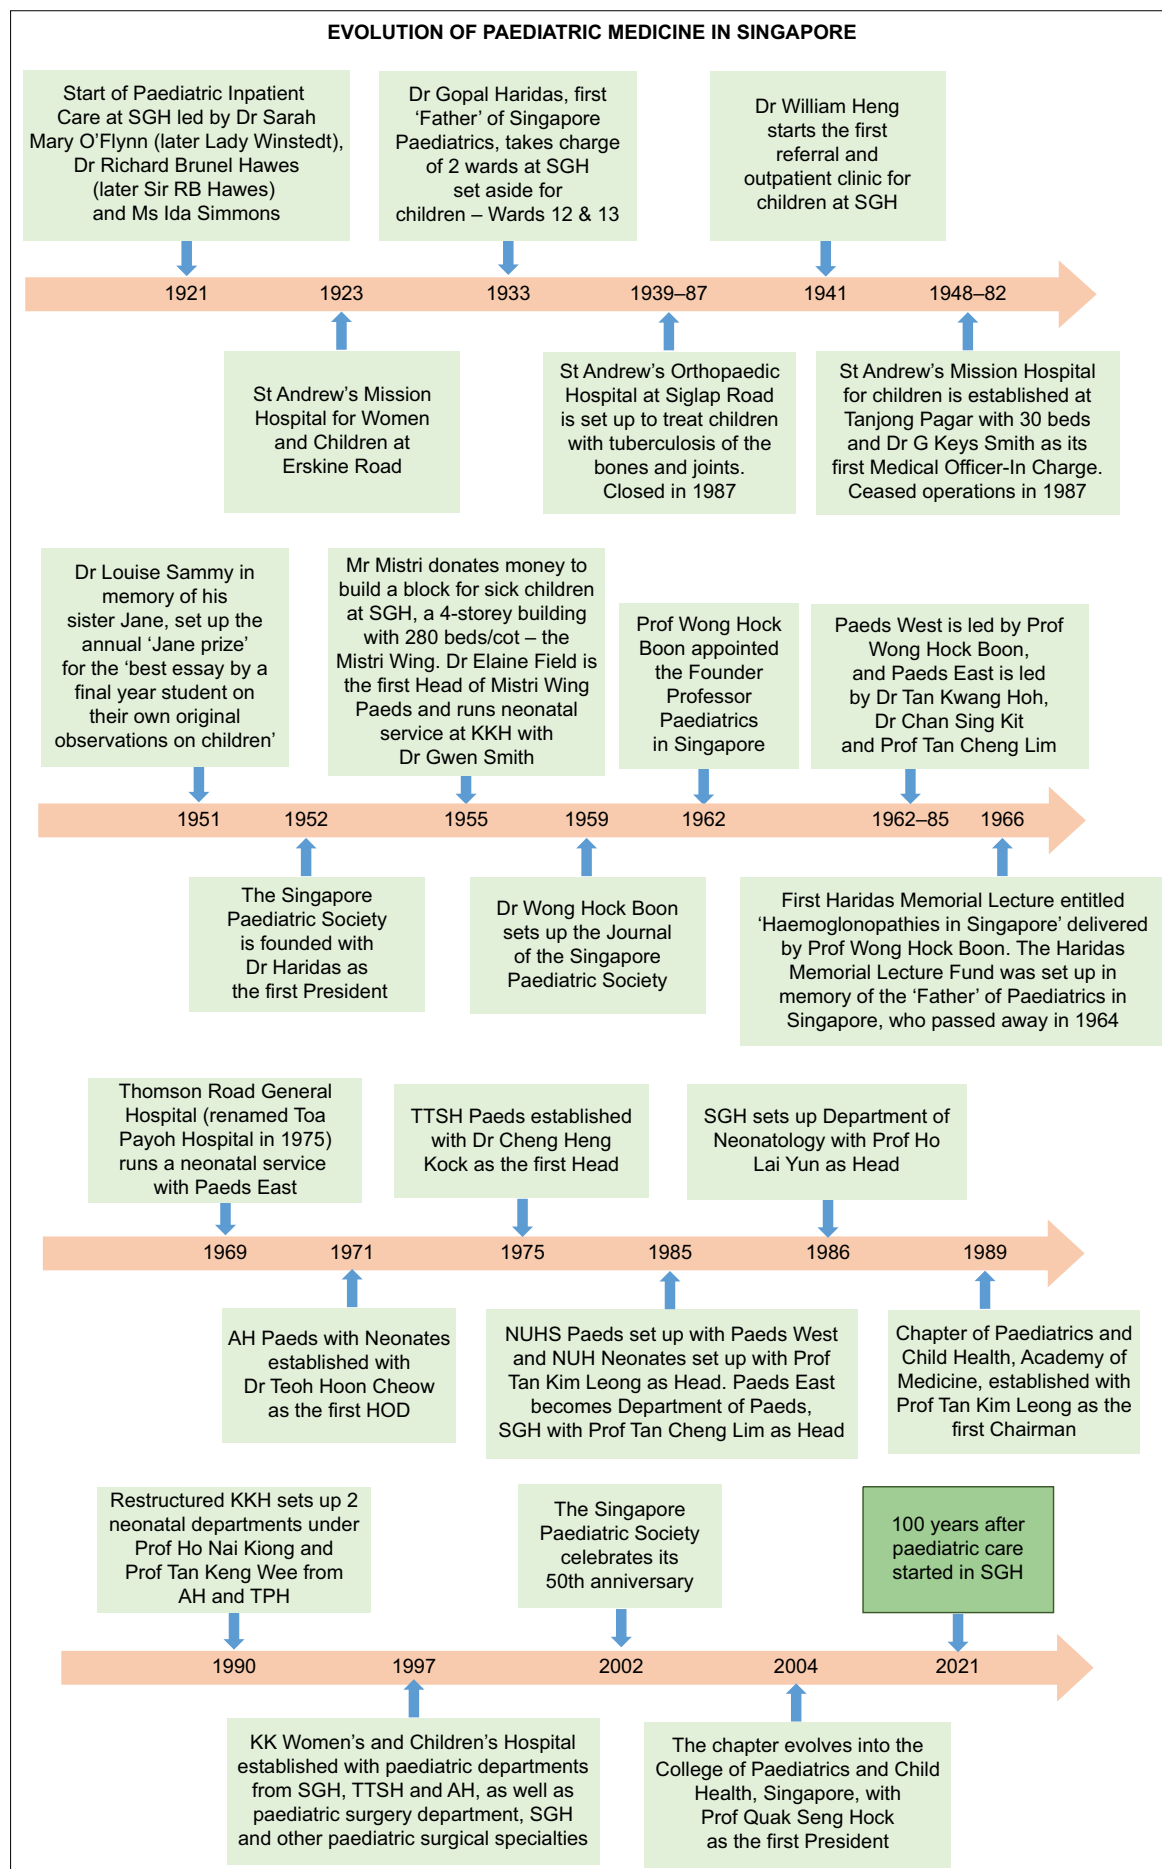 EVOLUTION OF PAEDIATRIC MEDICINE IN SINGAPORE
Start of Paediatric Inpatient
Care at SGH led by Dr Sarah
Mary O’Flynn (later Lady Winstedt),
Dr Richard Brunel Hawes
(later Sir RB Hawes)
and Ms Ida Simmons
Dr Gopal Haridas, first
‘Father’ of Singapore
Paediatrics, takes charge
of 2 wards at SGH
set aside for
children – Wards 12 & 13
Dr William Heng
starts the first
referral and
outpatient clinic for
children at SGH
1921
1923
1933
1939–87
1941
1948–82
St Andrew’s Mission
Hospital for Women
and Children at
Erskine Road
St Andrew’s Orthopaedic
Hospital at Siglap Road
is set up to treat children
with tuberculosis of the
bones and joints.
Closed in 1987
St Andrew’s Mission Hospital
for children is established at
Tanjong Pagar with 30 beds
and Dr G Keys Smith as its
first Medical Officer-In Charge.
Ceased operations in 1987
Dr Louise Sammy in
memory of his
sister Jane, set up the
annual ‘Jane prize’
for the ‘best essay by a
final year student on
their own original
observations on children’
Mr Mistri donates money to
build a block for sick children
at SGH, a 4-storey building
with 280 beds/cot – the
Mistri Wing. Dr Elaine Field is
the first Head of Mistri Wing
Paeds and runs neonatal
service at KKH with
Dr Gwen Smith
Prof Wong Hock
Boon appointed
the Founder
Professor
Paediatrics
in Singapore
Paeds West is led by Prof
Wong Hock Boon,
and Paeds East is led
by Dr Tan Kwang Hoh,
Dr Chan Sing Kit
and Prof Tan Cheng Lim
1951
1952
1955
1959
1962
1962–85
1966
The Singapore
Paediatric Society
is founded with
Dr Haridas as
the first President
Dr Wong Hock Boon
sets up the Journal
of the Singapore
Paediatric Society
First Haridas Memorial Lecture entitled
‘Haemoglonopathies in Singapore’ delivered
by Prof Wong Hock Boon. The Haridas
Memorial Lecture Fund was set up in
memory of the ‘Father’ of Paediatrics in
Singapore, who passed away in 1964
Thomson Road General
Hospital (renamed Toa
Payoh Hospital in 1975)
runs a neonatal service
with Paeds East
TTSH Paeds established
with Dr Cheng Heng
Kock as the first Head
SGH sets up Department of
Neonatology with Prof Ho
Lai Yun as Head
1969
1971
1975
1985
1986
1989
AH Paeds with Neonates
established with
Dr Teoh Hoon Cheow
as the first HOD
NUHS Paeds set up with Paeds West
and NUH Neonates set up with Prof
Tan Kim Leong as Head. Paeds East
becomes Department of Paeds,
SGH with Prof Tan Cheng Lim as Head
Chapter of Paediatrics and
Child Health, Academy of
Medicine, established with
Prof Tan Kim Leong as the
first Chairman
Restructured KKH sets up 2
neonatal departments under
Prof Ho Nai Kiong and
Prof Tan Keng Wee from
AH and TPH
The Singapore
Paediatric Society
celebrates its
50th anniversary
100 years after
paediatric care
started in SGH
1990
1997
2002
2004
2021
KK Women’s and Children’s Hospital
established with paediatric departments
from SGH, TTSH and AH, as well as
paediatric surgery department, SGH
and other paediatric surgical specialties
The chapter evolves into the
College of Paediatrics and Child
Health, Singapore, with
Prof Quak Seng Hock
as the first President